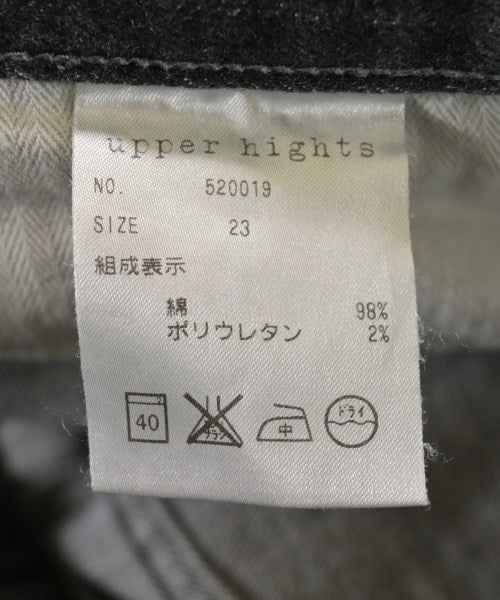 upper hights
NO. 520019
SIZE 23
組成表示
綿 98%
ポリウレタン 2%
40 中 ドライ